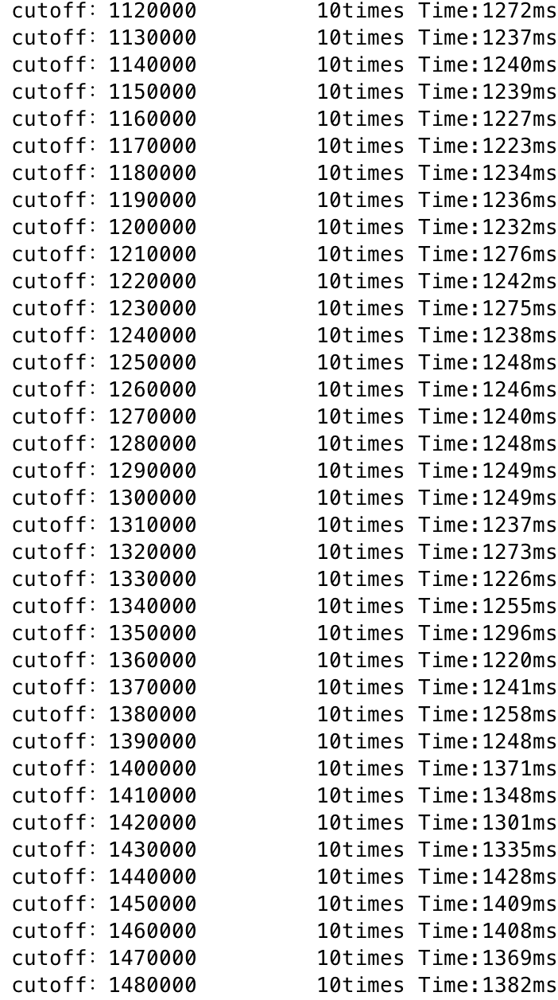 cutoff: 1120000 10times Time:1272ms
cutoff: 1130000 10times Time:1237ms
cutoff: 1140000 10times Time:1240ms
cutoff: 1150000 10times Time:1239ms
cutoff: 1160000 10times Time:1227ms
cutoff: 1170000 10times Time:1223ms
cutoff: 1180000 10times Time:1234ms
cutoff: 1190000 10times Time:1236ms
cutoff: 1200000 10times Time:1232ms
cutoff: 1210000 10times Time:1276ms
cutoff: 1220000 10times Time:1242ms
cutoff: 1230000 10times Time:1275ms
cutoff: 1240000 10times Time:1238ms
cutoff: 1250000 10times Time:1248ms
cutoff: 1260000 10times Time:1246ms
cutoff: 1270000 10times Time:1240ms
cutoff: 1280000 10times Time:1248ms
cutoff: 1290000 10times Time:1249ms
cutoff: 1300000 10times Time:1249ms
cutoff: 1310000 10times Time:1237ms
cutoff: 1320000 10times Time:1273ms
cutoff: 1330000 10times Time:1226ms
cutoff: 1340000 10times Time:1255ms
cutoff: 1350000 10times Time:1296ms
cutoff: 1360000 10times Time:1220ms
cutoff: 1370000 10times Time:1241ms
cutoff: 1380000 10times Time:1258ms
cutoff: 1390000 10times Time:1248ms
cutoff: 1400000 10times Time:1371ms
cutoff: 1410000 10times Time:1348ms
cutoff: 1420000 10times Time:1301ms
cutoff: 1430000 10times Time:1335ms
cutoff: 1440000 10times Time:1428ms
cutoff: 1450000 10times Time:1409ms
cutoff: 1460000 10times Time:1408ms
cutoff: 1470000 10times Time:1369ms
cutoff: 1480000 10times Time:1382ms